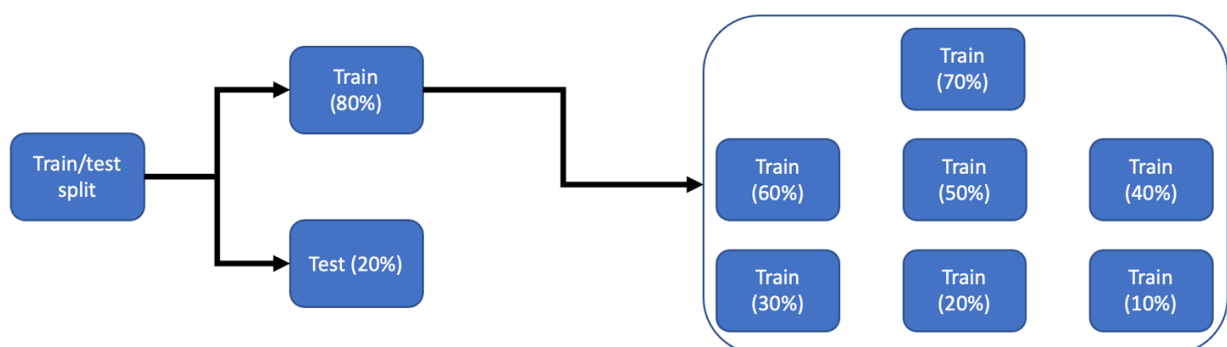 Train/test
split
Train
(80%)
Test (20%)
Train
(70%)
Train
(60%)
Train
(50%)
Train
(40%)
Train
(30%)
Train
(20%)
Train
(10%)